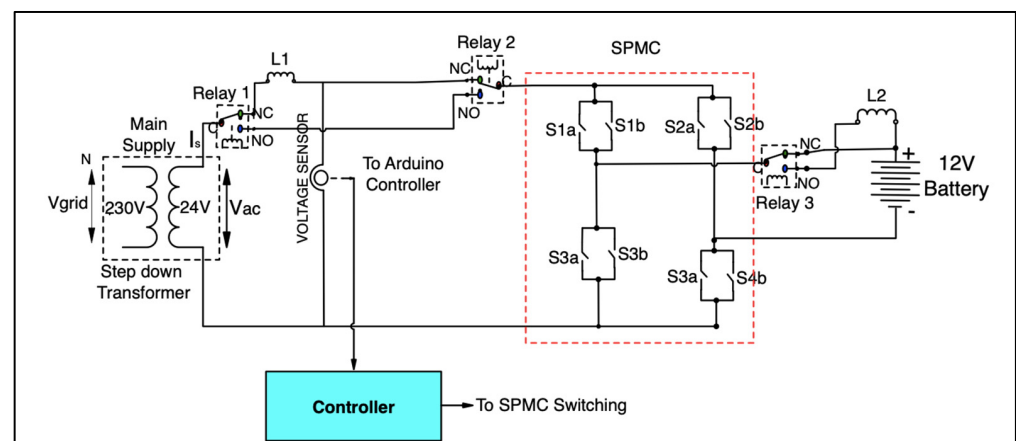 Relay 2
SPMC
L1
NC
C
NO
Relay 1
C
NC
NO
Main
Supply
Is
N
Vgrid
230V
24V
Vac
Step down
Transformer
VOLTAGE SENSOR
To Arduino
Controller
S1a
S1b
S2a
S2b
S3a
S3b
S3a
S4b
L2
C
NC
NO
Relay 3
+
12V
Battery
-
Controller
To SPMC Switching